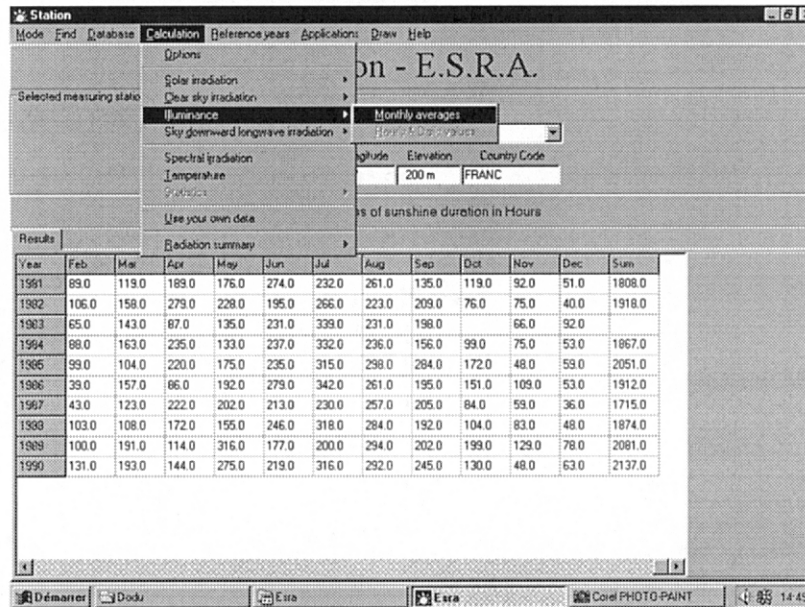 Station
Mode Find Database Calculation Reference years Applications Draw Help
Options
Solar irradiation
Clear sky irradiation
Illuminance
Sky downward longwave irradiation
Spectral irradiation
Temperature
Statistics
Use your own data
Radiation summary
Monthly averages
Hourly & Daily values
on - E.S.R.A.
Selected measuring statio
ngitude Elevation Country Code
200 m FRANC
s of sunshine duration in Hours
Results
Year Feb Mar Apr May Jun Jul Aug Sep Oct Nov Dec Sum
1981 89.0 119.0 189.0 176.0 274.0 232.0 261.0 135.0 119.0 92.0 51.0 1808.0
1982 106.0 158.0 279.0 228.0 195.0 266.0 223.0 209.0 76.0 75.0 40.0 1918.0
1983 65.0 143.0 87.0 135.0 231.0 339.0 231.0 198.0 66.0 92.0
1984 88.0 163.0 235.0 133.0 237.0 332.0 236.0 156.0 99.0 75.0 53.0 1867.0
1985 99.0 104.0 220.0 175.0 235.0 315.0 298.0 284.0 172.0 48.0 59.0 2051.0
1986 39.0 157.0 86.0 192.0 279.0 342.0 261.0 195.0 151.0 109.0 53.0 1912.0
1987 43.0 123.0 222.0 202.0 213.0 230.0 257.0 205.0 84.0 59.0 36.0 1715.0
1988 103.0 108.0 172.0 155.0 246.0 318.0 284.0 192.0 104.0 83.0 48.0 1874.0
1989 100.0 191.0 114.0 316.0 177.0 200.0 294.0 202.0 199.0 129.0 78.0 2081.0
1990 131.0 193.0 144.0 275.0 219.0 316.0 292.0 245.0 130.0 48.0 63.0 2137.0
Démarrer Dodu Esra Esra Corel PHOTO-PAINT 14:45